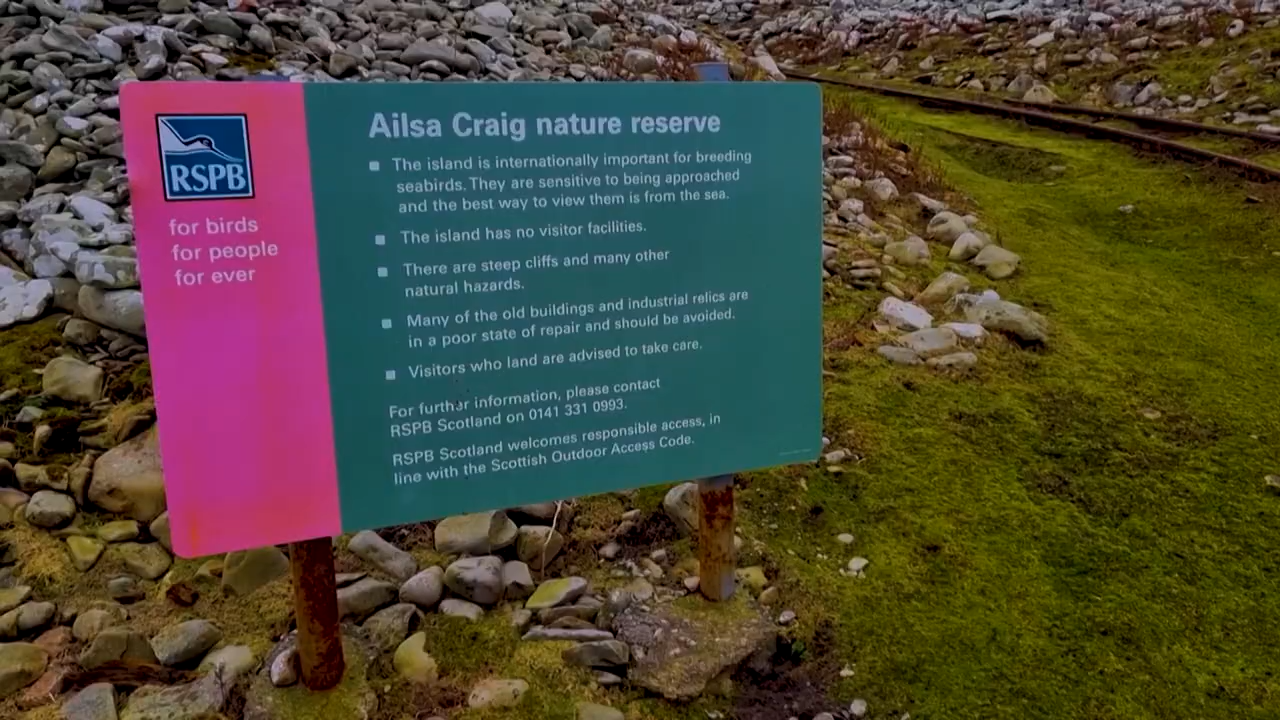 RSPB
for birds
for people
for ever
Ailsa Craig nature reserve
The island is internationally important for breeding
seabirds. They are sensitive to being approached
and the best way to view them is from the sea.
The island has no visitor facilities.
There are steep cliffs and many other
natural hazards.
Many of the old buildings and industrial relics are
in a poor state of repair and should be avoided.
Visitors who land are advised to take care.
For further information, please contact
RSPB Scotland on 0141 331 0993.
RSPB Scotland welcomes responsible access, in
line with the Scottish Outdoor Access Code.